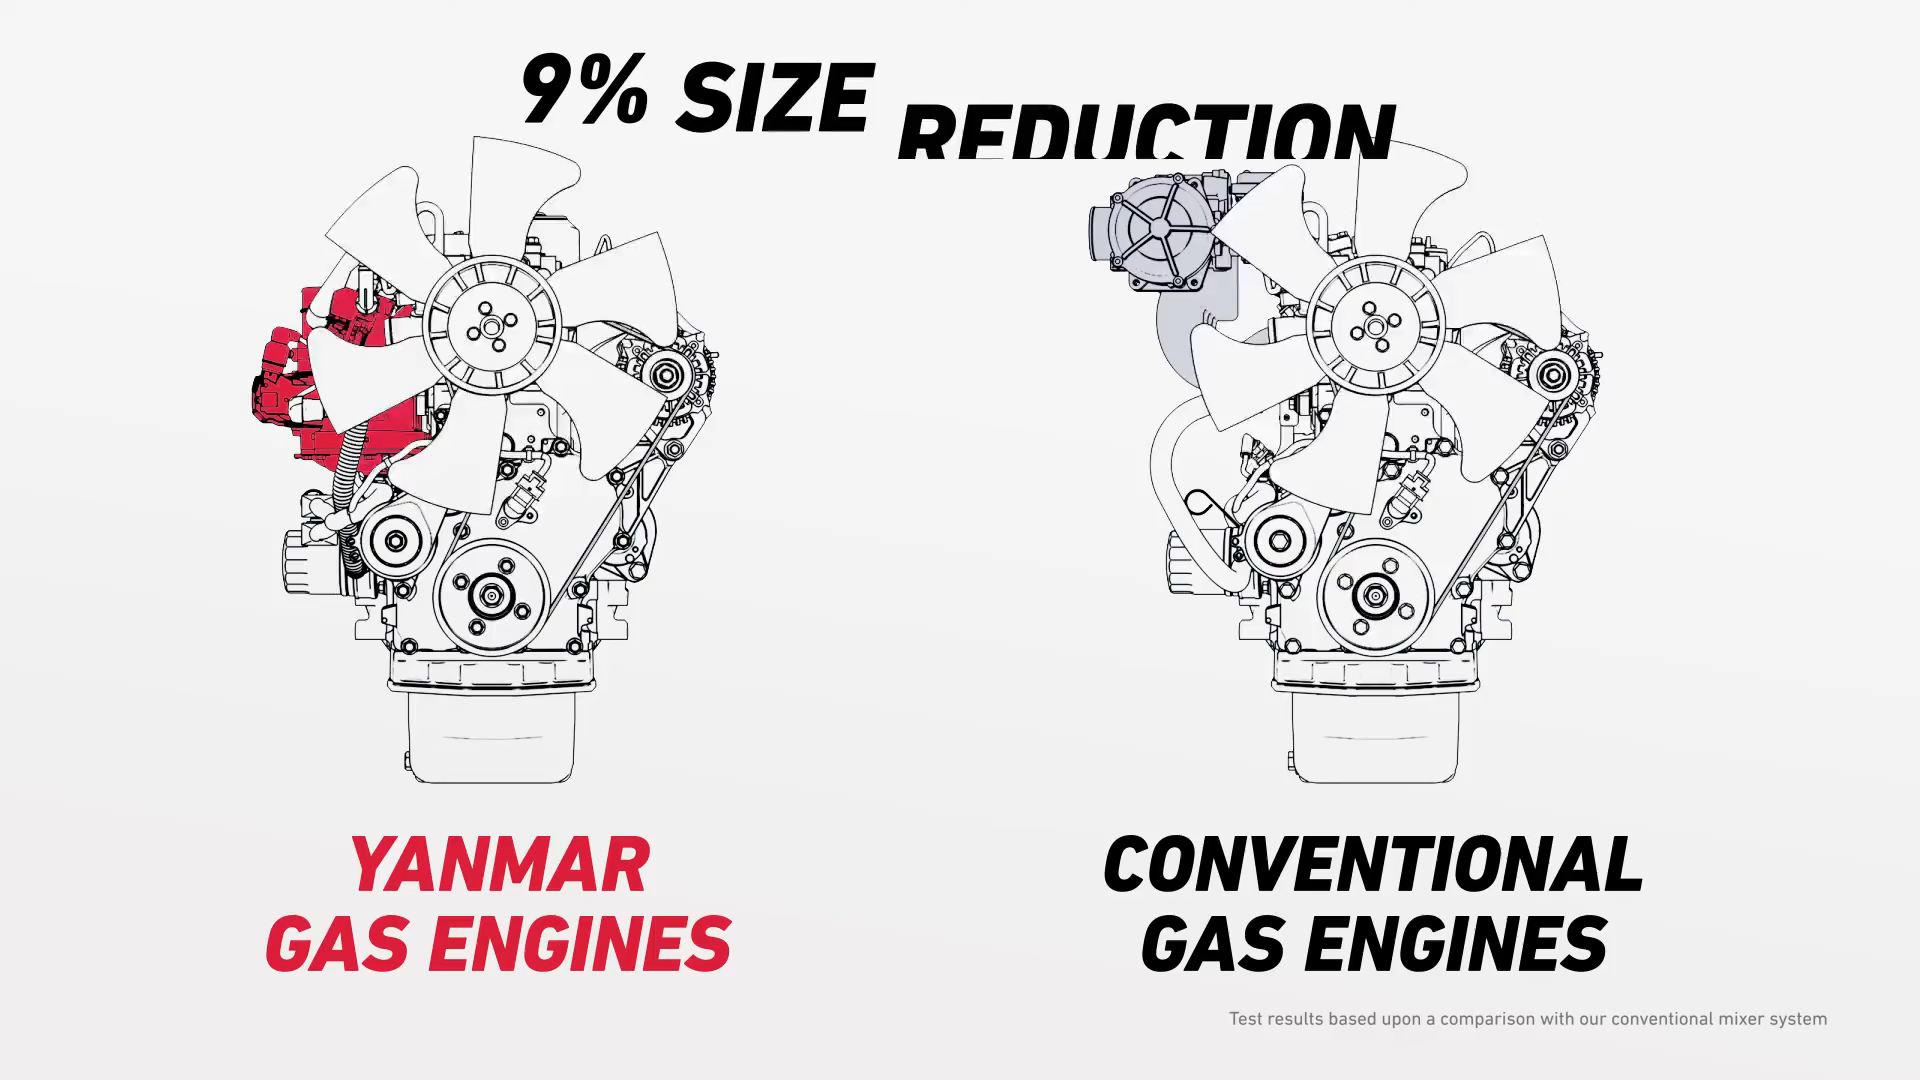 9% SIZE REDUCTION
YANMAR
GAS ENGINES
CONVENTIONAL
GAS ENGINES
Test results based upon a comparison with our conventional mixer system